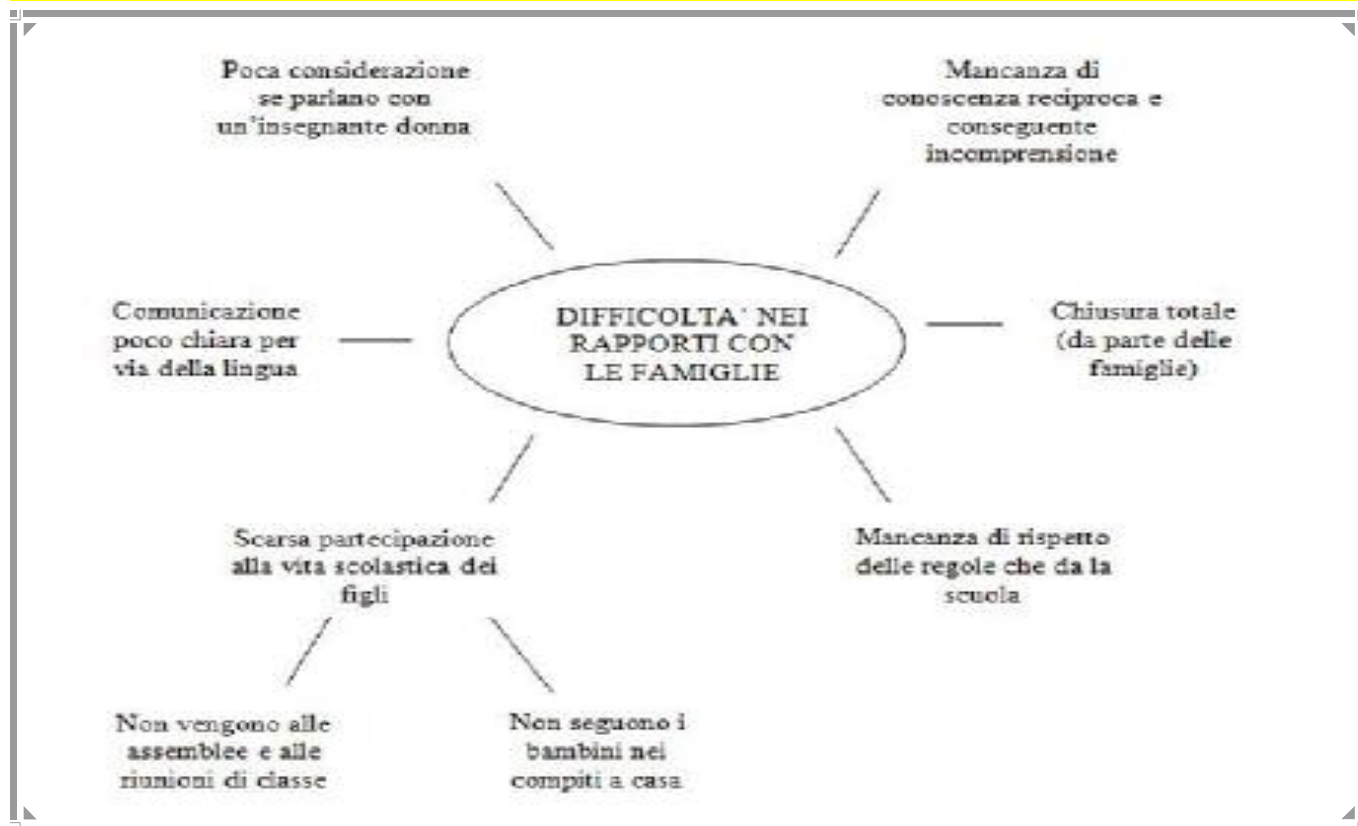 Poca considerazione
se parlano con
un'insegnante donna
Mancanza di
conoscenza reciproca e
conseguente
incomprensione
Comunicazione
poco chiara per
via della lingua
DIFFICOLTA' NEI
RAPPORTI CON
LE FAMIGLIE
Chiusura totale
(da parte delle
famiglie)
Scarsa partecipazione
alla vita scolastica dei
figli
Mancanza di rispetto
delle regole che da la
scuola
Non vengono alle
assemblee e alle
riunioni di classe
Non seguono i
bambini nei
compiti a casa